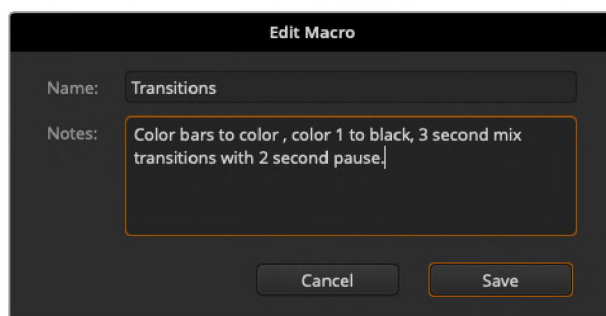 Edit Macro
Name: Transitions
Notes: Color bars to color , color 1 to black, 3 second mix
transitions with 2 second pause.
Cancel Save